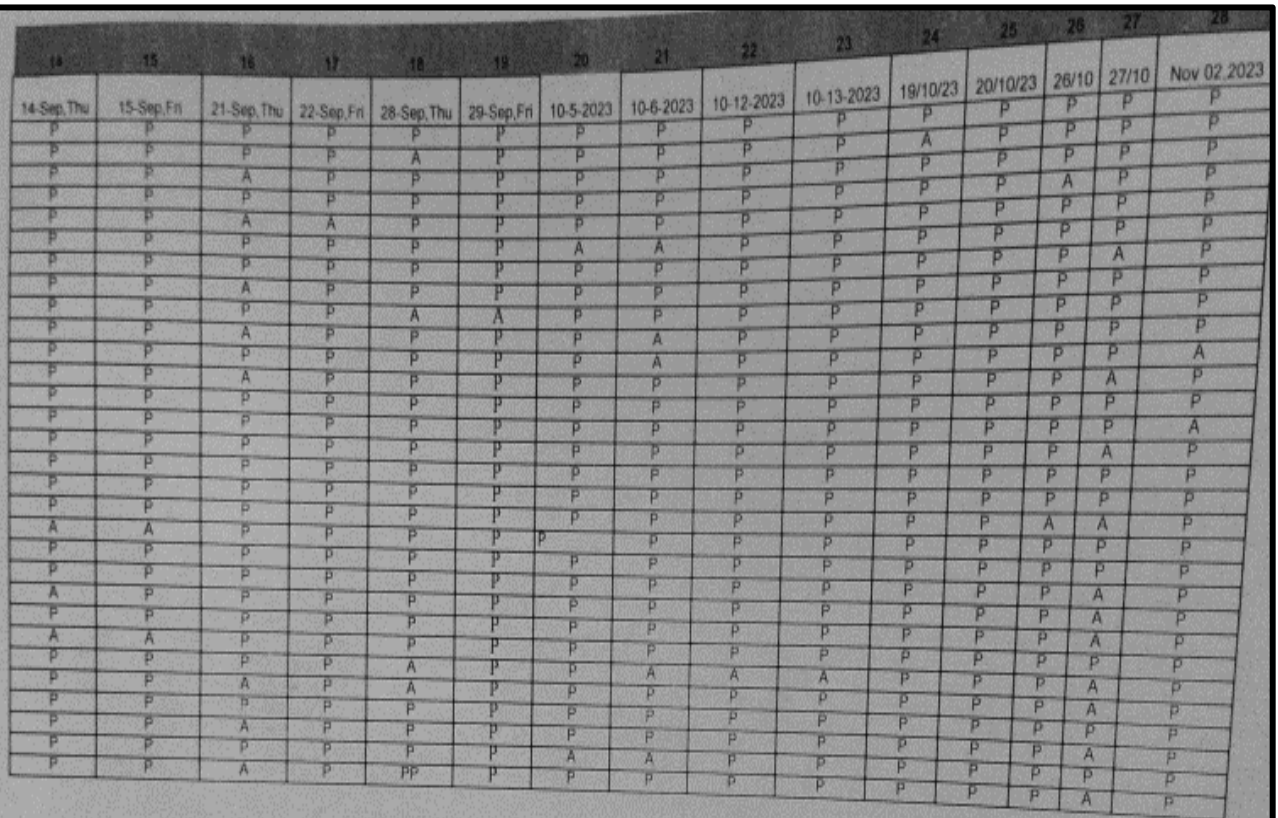 14 15 16 17 18 19 20 21 22 23 24 25 26 27 28
14-Sep,Thu 15-Sep,Fri 21-Sep,Thu 22-Sep,Fri 28-Sep,Thu 29-Sep,Fri 10-5-2023 10-6-2023 10-12-2023 10-13-2023 19/10/23 20/10/23 26/10 27/10 Nov 02,2023
P P P P P P P P P P P P P P P
P P P P A P P P P P A P P P P
P P A P P P P P P P P P P P P
P P P P P P P P P P P P A P P
P P A A P P P P P P P P P P P
P P P P P P A A P P P P P P P
P P P P P P P P P P P P P A P
P P A P P P P P P P P P P P P
P P P P A A P P P P P P P P P
P P A P P P P A P P P P P P P
P P P P P P P A P P P P P P A
P P A P P P P P P P P P P A P
P P P P P P P P P P P P P P P
P P P P P P P P P P P P P P A
P P P P P P P P P P P P P A P
P P P P P P P P P P P P P P P
P P P P P P P P P P P P P P P
P P P P P P P P P P P P A A P
A A P P P P P P P P P P P P P
P P P P P P P P P P P P P P P
P P P P P P P P P P P P P A P
A P P P P P P P P P P P P A P
P P P P P P P P P P P P P A P
A A P P P P P P P P P P P P P
P P P P A P P A A A P P P A P
P P A P A P P P P P P P P A P
P P P P P P P P P P P P P P P
P P A P P P P P P P P P P A P
P P P P P P A A P P P P P P P
P P A P PP P P P P P P P P A P